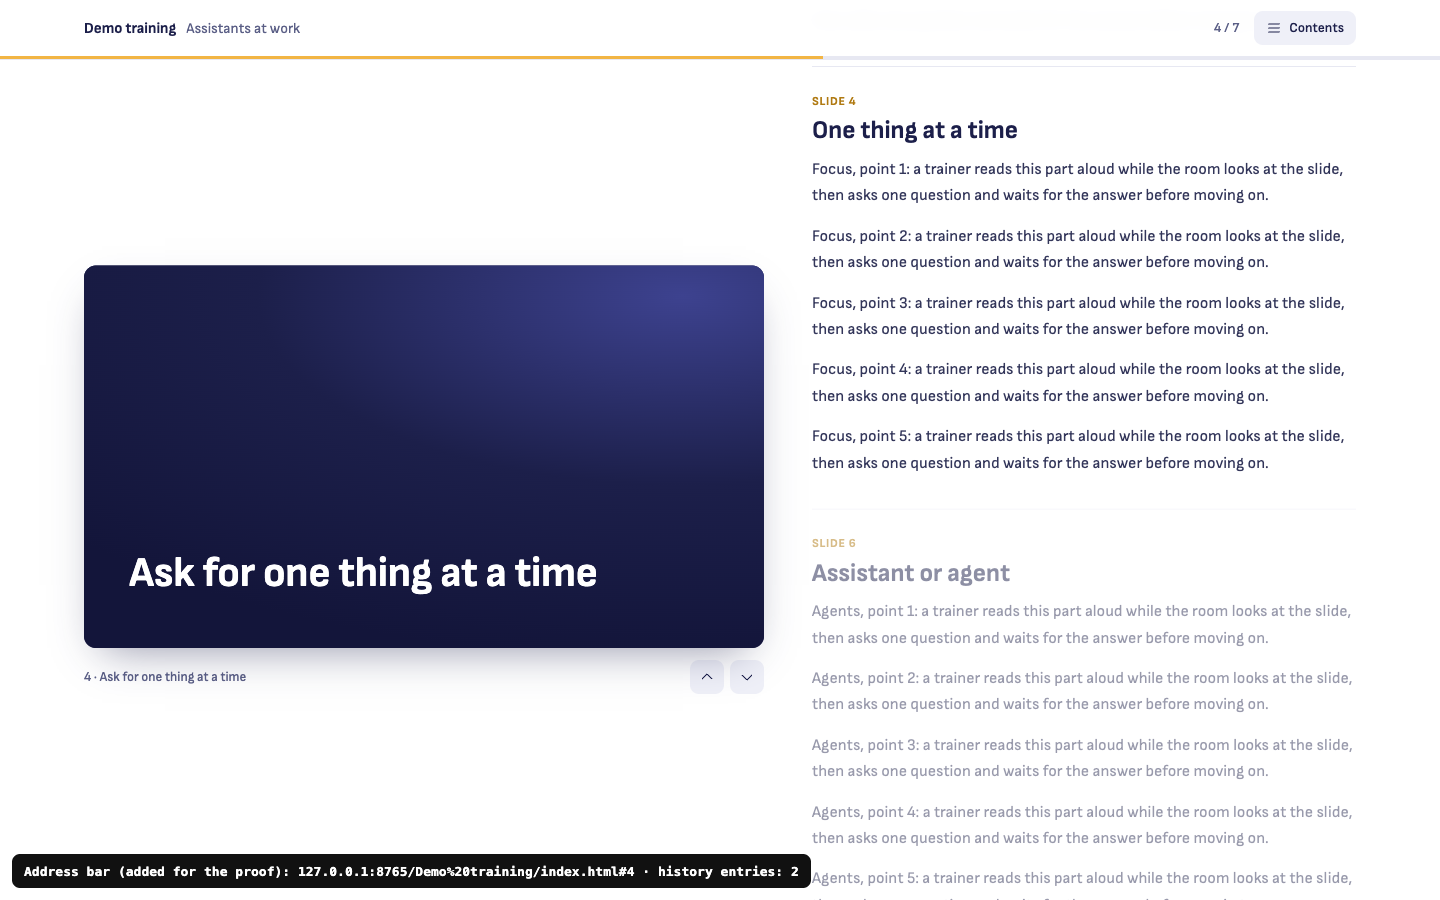 Demo training Assistants at work
4 / 7
Contents
Ask for one thing at a time
4 · Ask for one thing at a time
SLIDE 4
One thing at a time
Focus, point 1: a trainer reads this part aloud while the room looks at the slide,
then asks one question and waits for the answer before moving on.
Focus, point 2: a trainer reads this part aloud while the room looks at the slide,
then asks one question and waits for the answer before moving on.
Focus, point 3: a trainer reads this part aloud while the room looks at the slide,
then asks one question and waits for the answer before moving on.
Focus, point 4: a trainer reads this part aloud while the room looks at the slide,
then asks one question and waits for the answer before moving on.
Focus, point 5: a trainer reads this part aloud while the room looks at the slide,
then asks one question and waits for the answer before moving on.
SLIDE 6
Assistant or agent
Agents, point 1: a trainer reads this part aloud while the room looks at the slide,
then asks one question and waits for the answer before moving on.
Agents, point 2: a trainer reads this part aloud while the room looks at the slide,
then asks one question and waits for the answer before moving on.
Agents, point 3: a trainer reads this part aloud while the room looks at the slide,
then asks one question and waits for the answer before moving on.
Agents, point 4: a trainer reads this part aloud while the room looks at the slide,
then asks one question and waits for the answer before moving on.
Agents, point 5: a trainer reads this part aloud while the room looks at the slide,
Address bar (added for the proof): 127.0.0.1:8765/Demo%20training/index.html#4 · history entries: 2